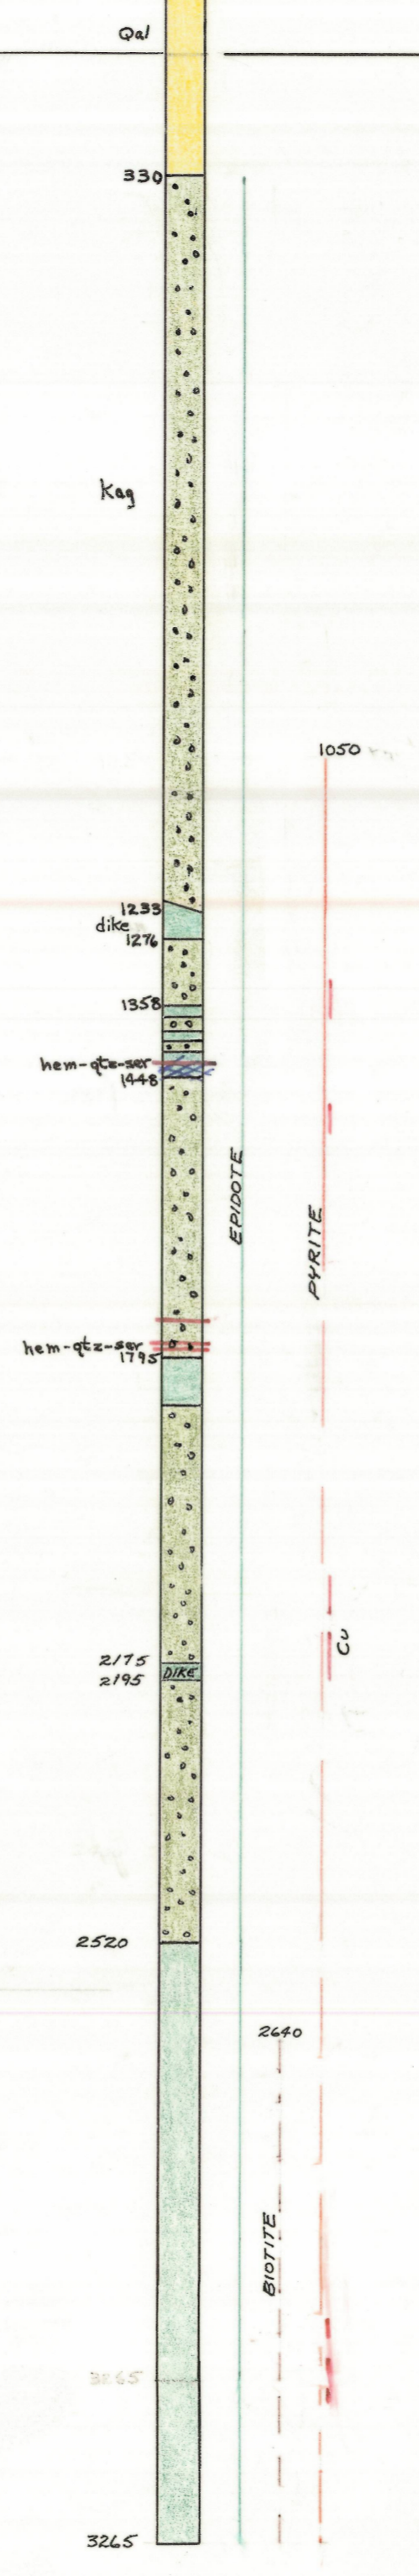 Qal
330
Kag
1050
1233
dike
1276
1358
hem-qtz-ser
1448
EPIDOTE
PYRITE
hem-qtz-ser
1795
Cu
2175
DIKE
2195
2520
2640
BIOTITE
3265
3265